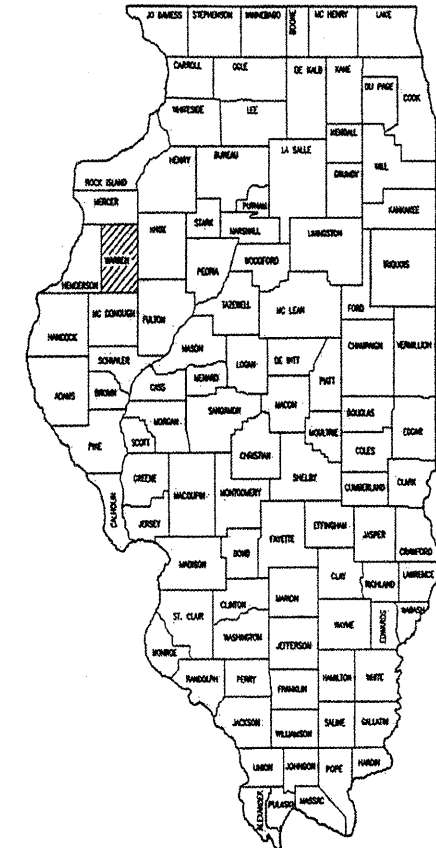 JO DAVIESS STEPHENSON WINNEBAGO BOONE MC HENRY LAKE
CARROLL OGLE DE KALB KANE
DU PAGE COOK
WHITESIDE LEE
KENDALL
LA SALLE WILL
HENRY BUREAU GRUNDY
ROCK ISLAND
MERCER PUTNAM KANKAKEE
STARK MARSHALL LIVINGSTON
WARREN KNOX
HENDERSON PEORIA WOODFORD IROQUOIS
TAZEWELL MC LEAN FORD
HANCOCK MC DONOUGH FULTON
MASON CHAMPAIGN VERMILLION
SCHUYLER LOGAN DE WITT
ADAMS BROWN CASS MENARD PIATT
MACON DOUGLAS
MORGAN SANGAMON EDGAR
PIKE SCOTT MOULTRIE COLES
CHRISTIAN
GREENE SHELBY CUMBERLAND CLARK
CALHOUN MACOUPIN MONTGOMERY
JERSEY EFFINGHAM JASPER
FAYETTE CRAWFORD
BOND
MADISON CLAY RICHLAND LAWRENCE
CLINTON MARION WABASH
ST. CLAIR WAYNE EDWARDS
WASHINGTON JEFFERSON
MONROE
RANDOLPH PERRY HAMILTON WHITE
FRANKLIN
JACKSON SALINE GALLATIN
WILLIAMSON
UNION JOHNSON POPE HARDIN
ALEXANDER PULASKI MASSAC